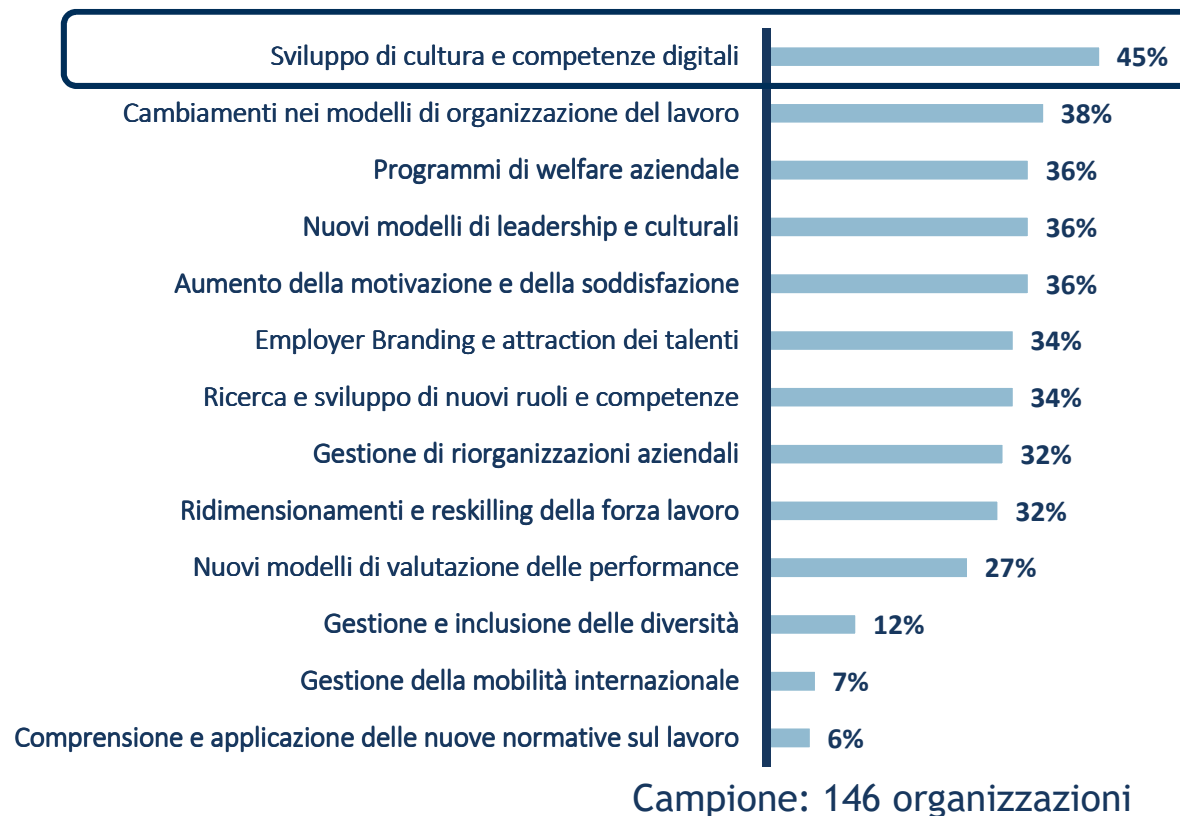 Sviluppo di cultura e competenze digitali 45%
Cambiamenti nei modelli di organizzazione del lavoro 38%
Programmi di welfare aziendale 36%
Nuovi modelli di leadership e culturali 36%
Aumento della motivazione e della soddisfazione 36%
Employer Branding e attraction dei talenti 34%
Ricerca e sviluppo di nuovi ruoli e competenze 34%
Gestione di riorganizzazioni aziendali 32%
Ridimensionamenti e reskilling della forza lavoro 32%
Nuovi modelli di valutazione delle performance 27%
Gestione e inclusione delle diversità 12%
Gestione della mobilità internazionale 7%
Comprensione e applicazione delle nuove normative sul lavoro 6%
Campione: 146 organizzazioni